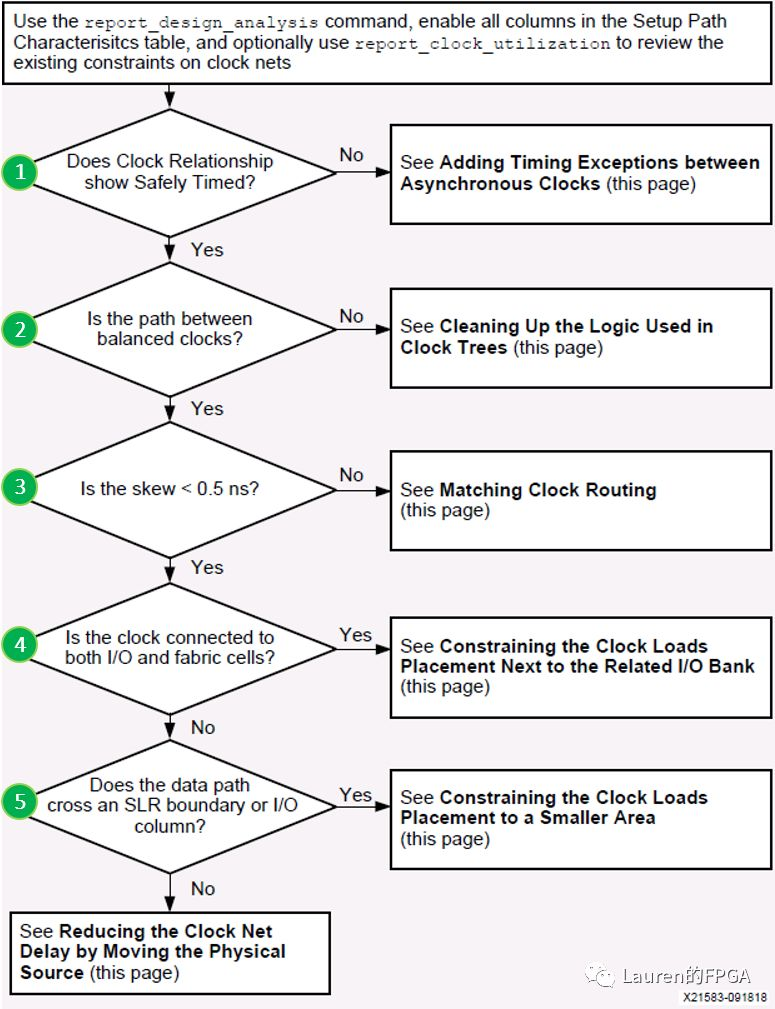 Use the report_design_analysis command, enable all columns in the Setup Path
Characterisitcs table, and optionally use report_clock_utilization to review the
existing constraints on clock nets
1
Does Clock Relationship
show Safely Timed?
No
See Adding Timing Exceptions between
Asynchronous Clocks (this page)
Yes
2
Is the path between
balanced clocks?
No
See Cleaning Up the Logic Used in
Clock Trees (this page)
Yes
3
Is the skew < 0.5 ns?
No
See Matching Clock Routing
(this page)
Yes
4
Is the clock connected to
both I/O and fabric cells?
Yes
See Constraining the Clock Loads
Placement Next to the Related I/O Bank
(this page)
No
5
Does the data path
cross an SLR boundary or I/O
column?
Yes
See Constraining the Clock Loads
Placement to a Smaller Area
(this page)
No
See Reducing the Clock Net
Delay by Moving the Physical
Source (this page)
Lauren的FPGA
X21583-091818